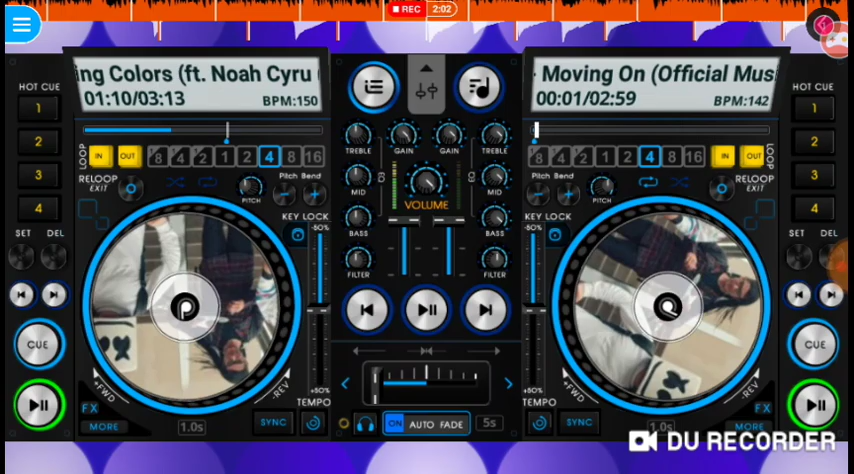 REC 2:02
ing Colors (ft. Noah Cyru
01:10/03:13 BPM:150
- Moving On (Official Mus
00:01/02:59 BPM:142
HOT CUE
1
2
3
4
SET DEL
CUE
LOOP IN OUT 8 4 2 1 2 4 8 16
RELOOP
EXIT
PITCH
Pitch Bend
KEY LOCK
-50%
+50%
TEMPO
+FWD
-REV
FX
MORE
1.0s
SYNC
TREBLE GAIN GAIN TREBLE
MID EQ EQ MID
VOLUME
BASS BASS
FILTER FILTER
ON AUTO FADE 5s
8 4 2 1 2 4 8 16 IN OUT LOOP
Pitch Bend
PITCH
RELOOP
EXIT
KEY LOCK
-50%
+50%
TEMPO
+FWD
-REV
SYNC
1.0s
FX
MORE
HOT CUE
1
2
3
4
SET DEL
CUE
DU RECORDER